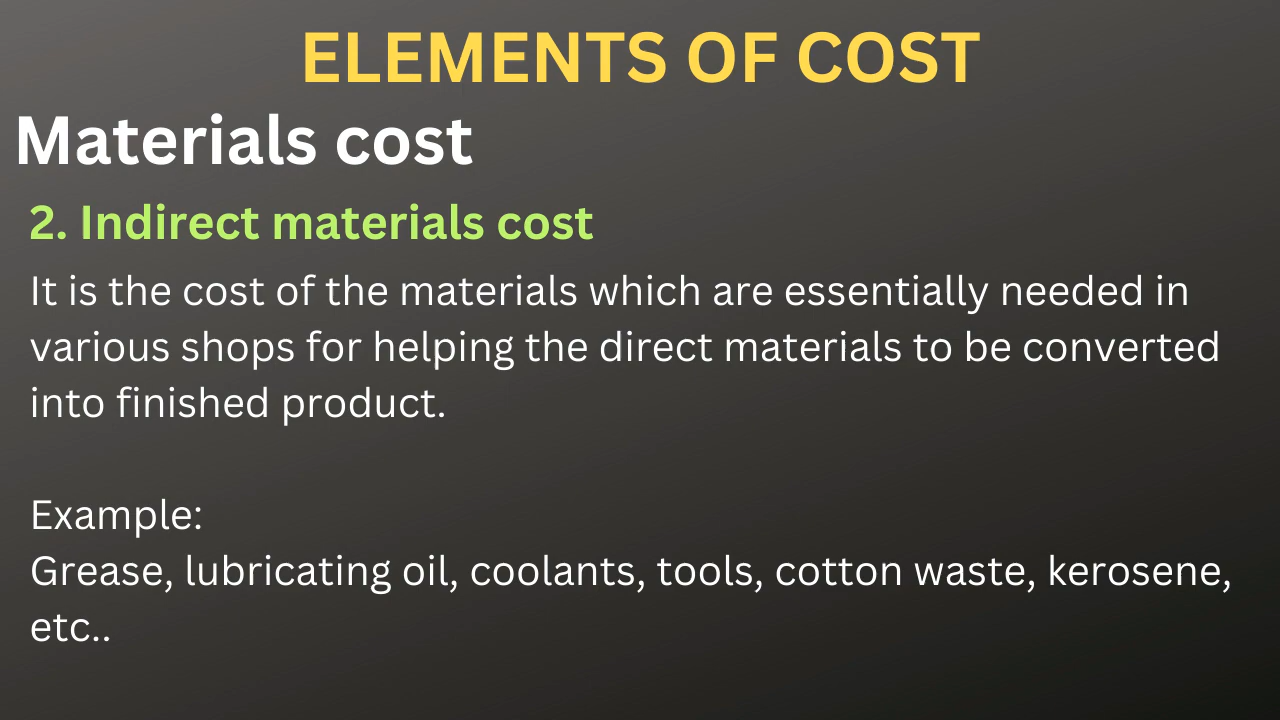 ELEMENTS OF COST
Materials cost
2. Indirect materials cost
It is the cost of the materials which are essentially needed in
various shops for helping the direct materials to be converted
into finished product.
Example:
Grease, lubricating oil, coolants, tools, cotton waste, kerosene,
etc..